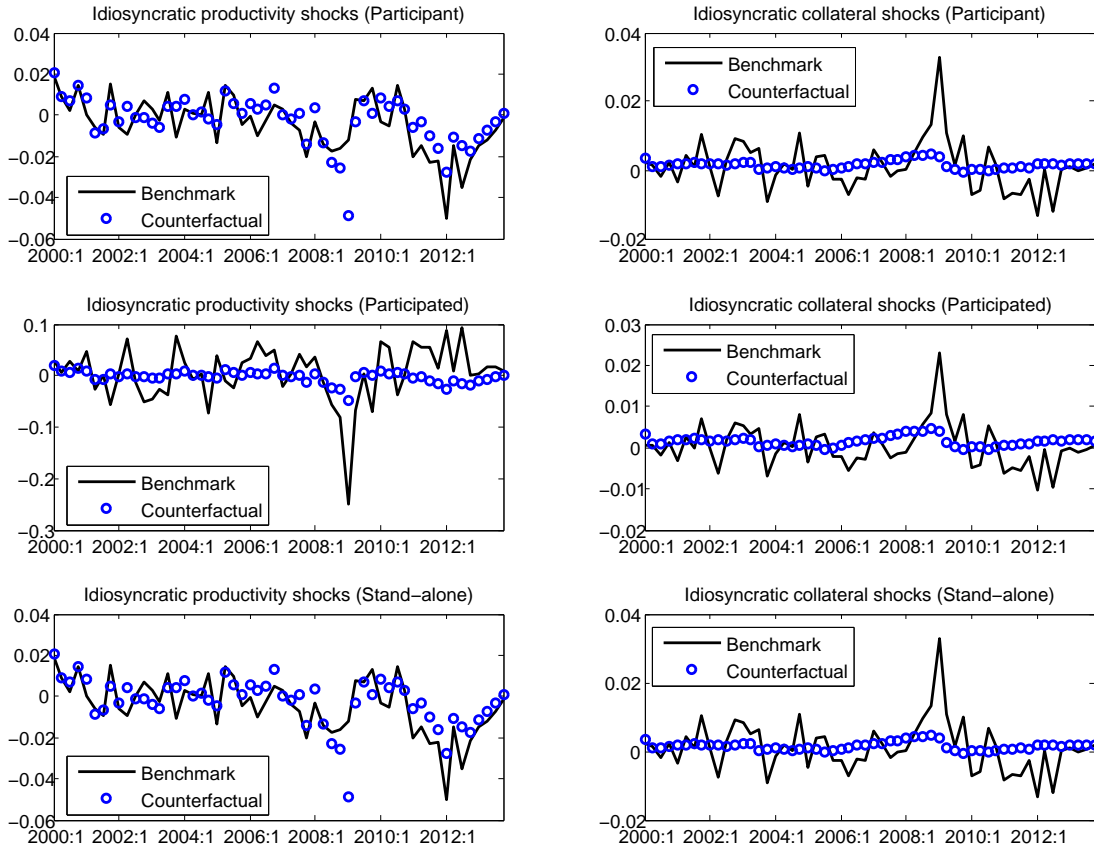 Idiosyncratic productivity shocks (Participant)
0.04
0.02
0
−0.02
−0.04
−0.06
Benchmark
Counterfactual
2000:1 2002:1 2004:1 2006:1 2008:1 2010:1 2012:1
Idiosyncratic collateral shocks (Participant)
0.04
0.02
0
−0.02
Benchmark
Counterfactual
2000:1 2002:1 2004:1 2006:1 2008:1 2010:1 2012:1
Idiosyncratic productivity shocks (Participated)
0.1
0
−0.1
−0.2
−0.3
Benchmark
Counterfactual
2000:1 2002:1 2004:1 2006:1 2008:1 2010:1 2012:1
Idiosyncratic collateral shocks (Participated)
0.03
0.02
0.01
0
−0.01
−0.02
Benchmark
Counterfactual
2000:1 2002:1 2004:1 2006:1 2008:1 2010:1 2012:1
Idiosyncratic productivity shocks (Stand−alone)
0.04
0.02
0
−0.02
−0.04
−0.06
Benchmark
Counterfactual
2000:1 2002:1 2004:1 2006:1 2008:1 2010:1 2012:1
Idiosyncratic collateral shocks (Stand−alone)
0.04
0.02
0
−0.02
Benchmark
Counterfactual
2000:1 2002:1 2004:1 2006:1 2008:1 2010:1 2012:1